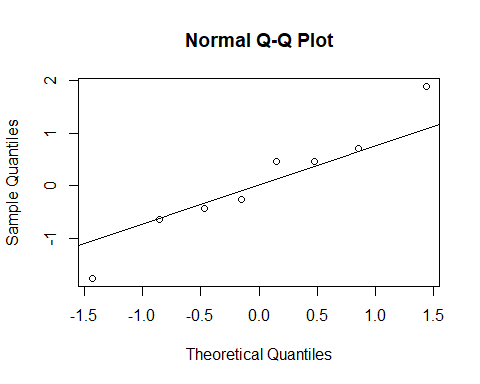 Normal Q-Q Plot
Sample Quantiles
2
1
0
-1
-1.5 -1.0 -0.5 0.0 0.5 1.0 1.5
Theoretical Quantiles